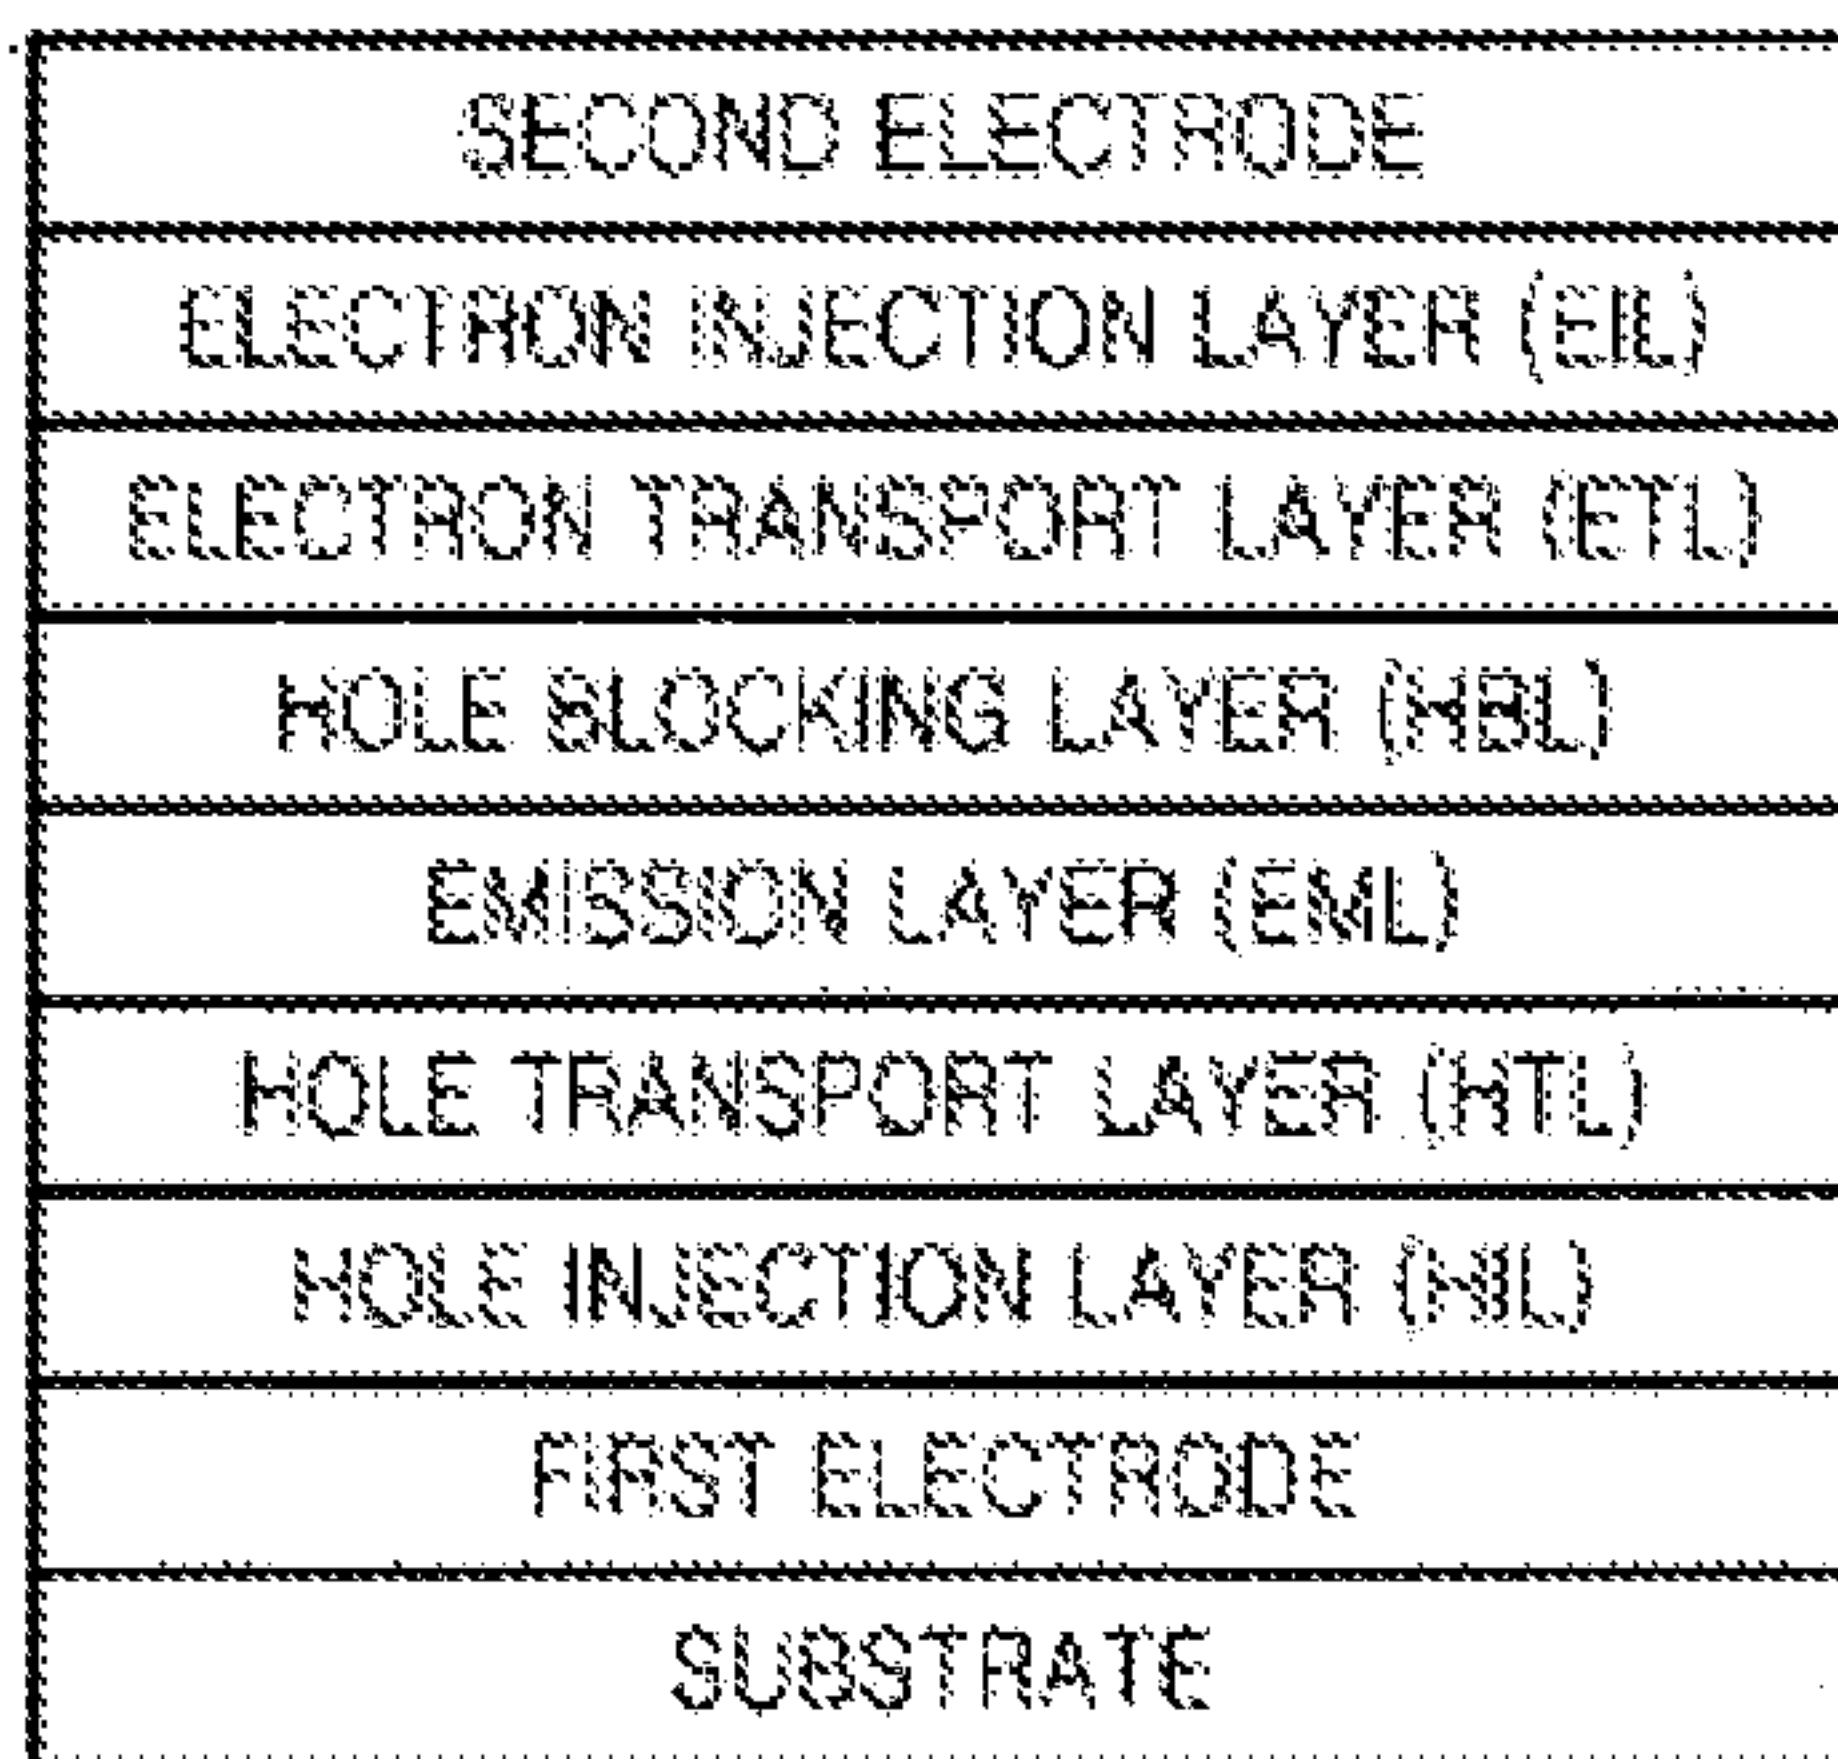 SECOND ELECTRODE
ELECTRON INJECTION LAYER (EIL)
ELECTRON TRANSPORT LAYER (ETL)
HOLE BLOCKING LAYER (HBL)
EMISSION LAYER (EML)
HOLE TRANSPORT LAYER (HTL)
HOLE INJECTION LAYER (HIL)
FIRST ELECTRODE
SUBSTRATE